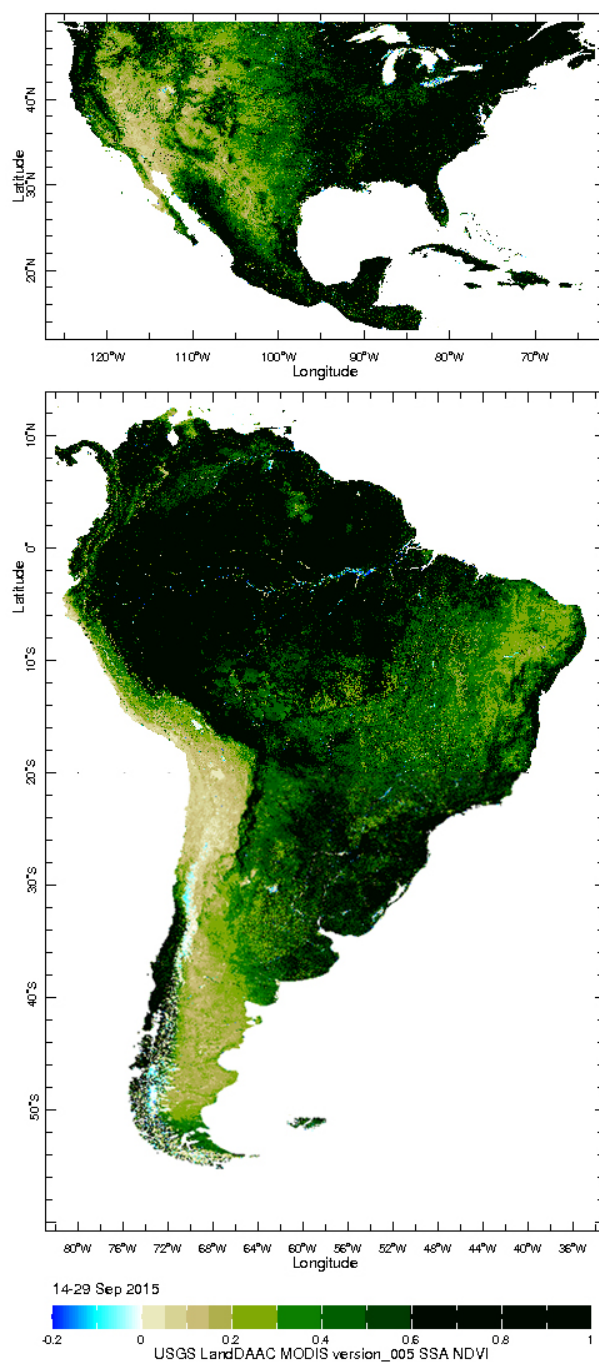 40°N
30°N
20°N
Latitude
120°W 110°W 100°W 90°W 80°W 70°W
Longitude
10°N
0°
10°S
20°S
30°S
40°S
50°S
Latitude
80°W 76°W 72°W 68°W 64°W 60°W 56°W 52°W 48°W 44°W 40°W 36°W
Longitude
14-29 Sep 2015
-0.2 0 0.2 0.4 0.6 0.8 1
USGS LandDAAC MODIS version_005 SSA NDVI